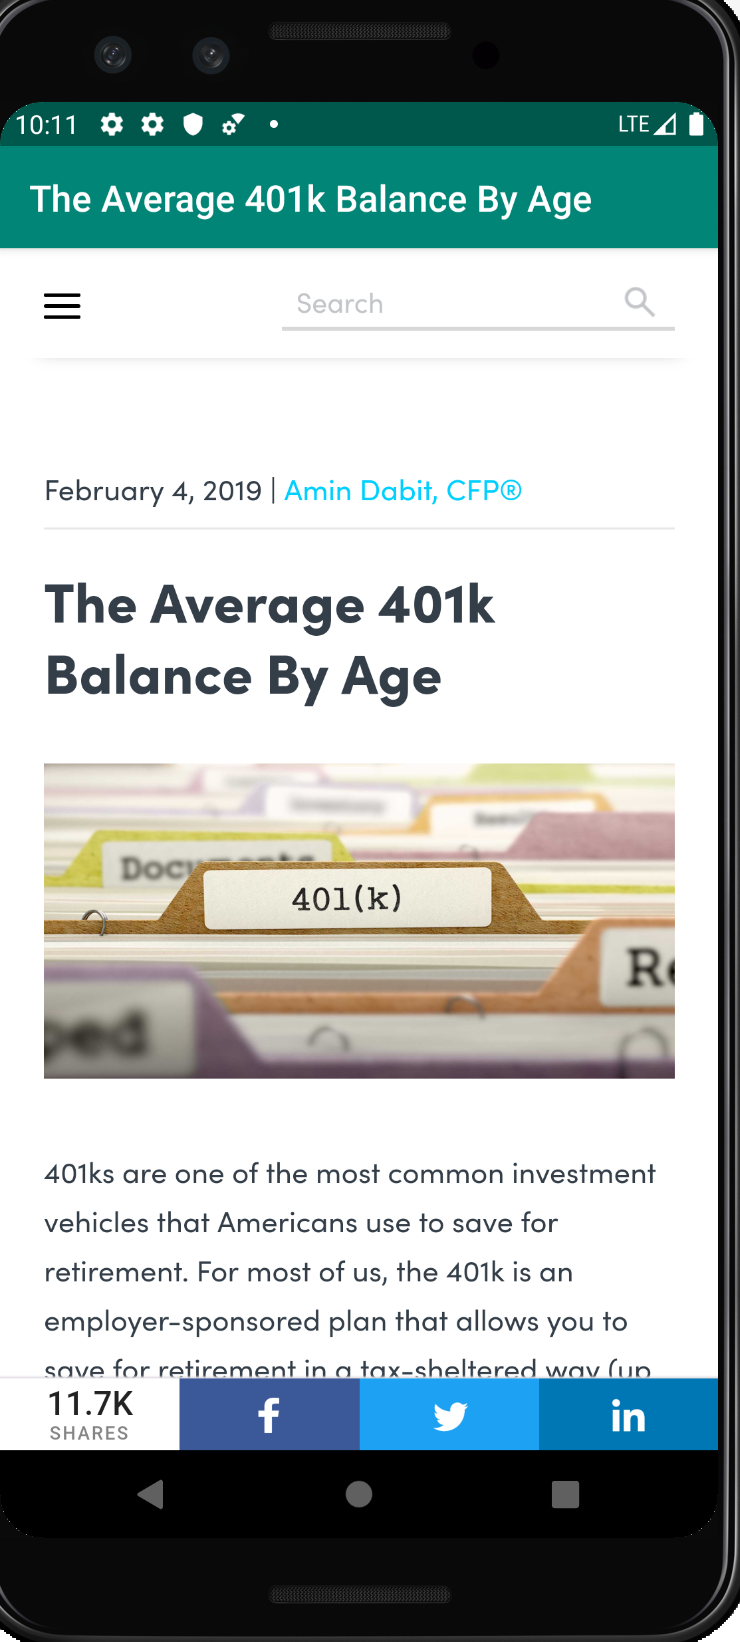 10:11
LTE
The Average 401k Balance By Age
Search
February 4, 2019 | Amin Dabit, CFP®
The Average 401k
Balance By Age
Documents
401(k)
Re
ped
401ks are one of the most common investment
vehicles that Americans use to save for
retirement. For most of us, the 401k is an
employer-sponsored plan that allows you to
save for retirement in a tax-sheltered way (up
11.7K
SHARES
f
in